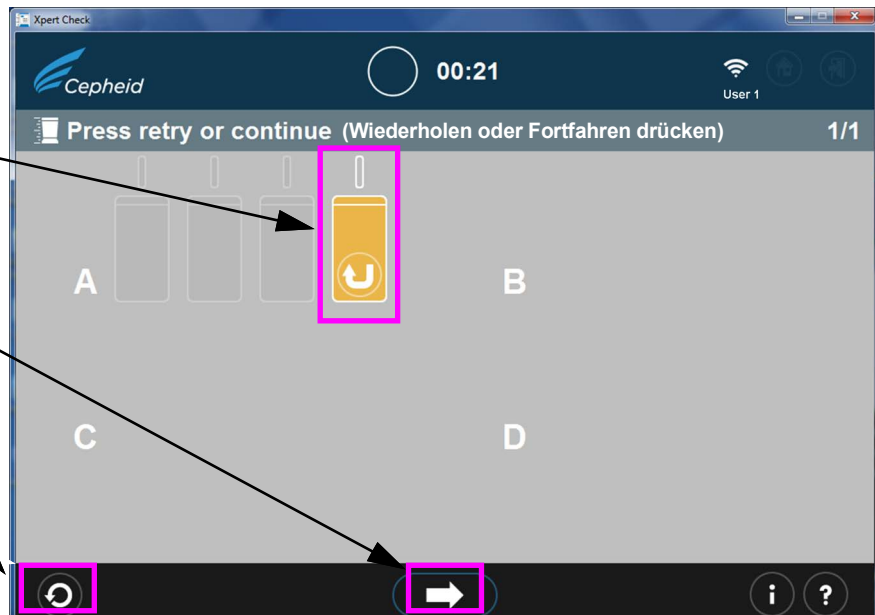 Xpert Check
Cepheid
00:21
User 1
Press retry or continue (Wiederholen oder Fortfahren drücken)
1/1
A
B
C
D
i
?